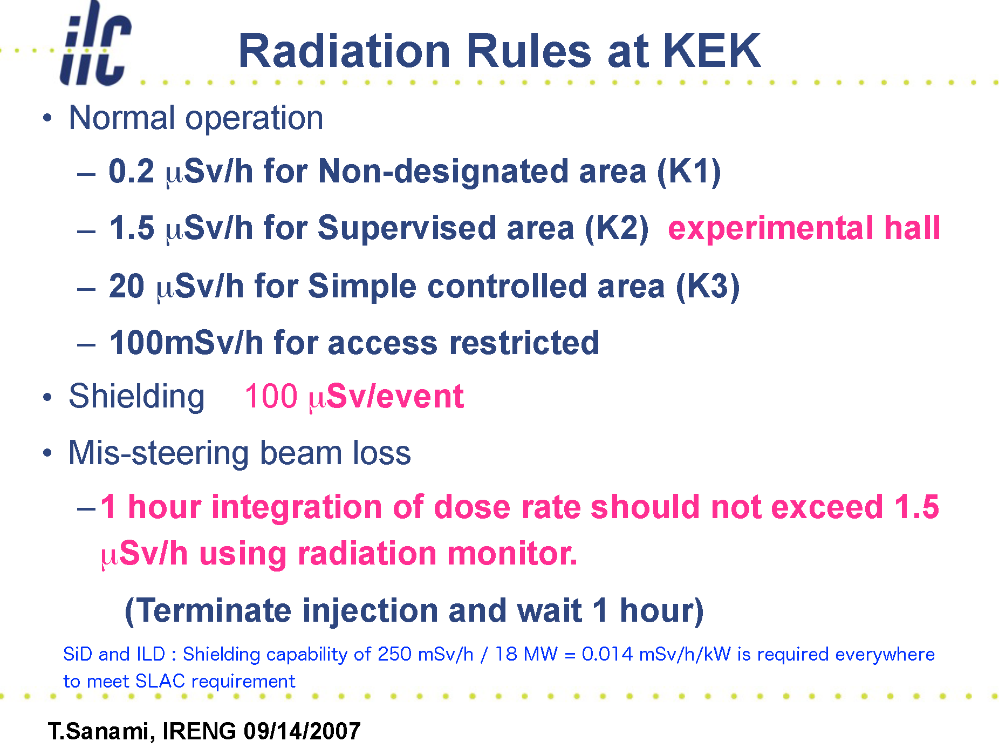 ilc
Radiation Rules at KEK
• Normal operation
– 0.2 μSv/h for Non-designated area (K1)
– 1.5 μSv/h for Supervised area (K2) experimental hall
– 20 μSv/h for Simple controlled area (K3)
– 100mSv/h for access restricted
• Shielding 100 μSv/event
• Mis-steering beam loss
– 1 hour integration of dose rate should not exceed 1.5
μSv/h using radiation monitor.
(Terminate injection and wait 1 hour)
SiD and ILD : Shielding capability of 250 mSv/h / 18 MW = 0.014 mSv/h/kW is required everywhere
to meet SLAC requirement
T.Sanami, IRENG 09/14/2007